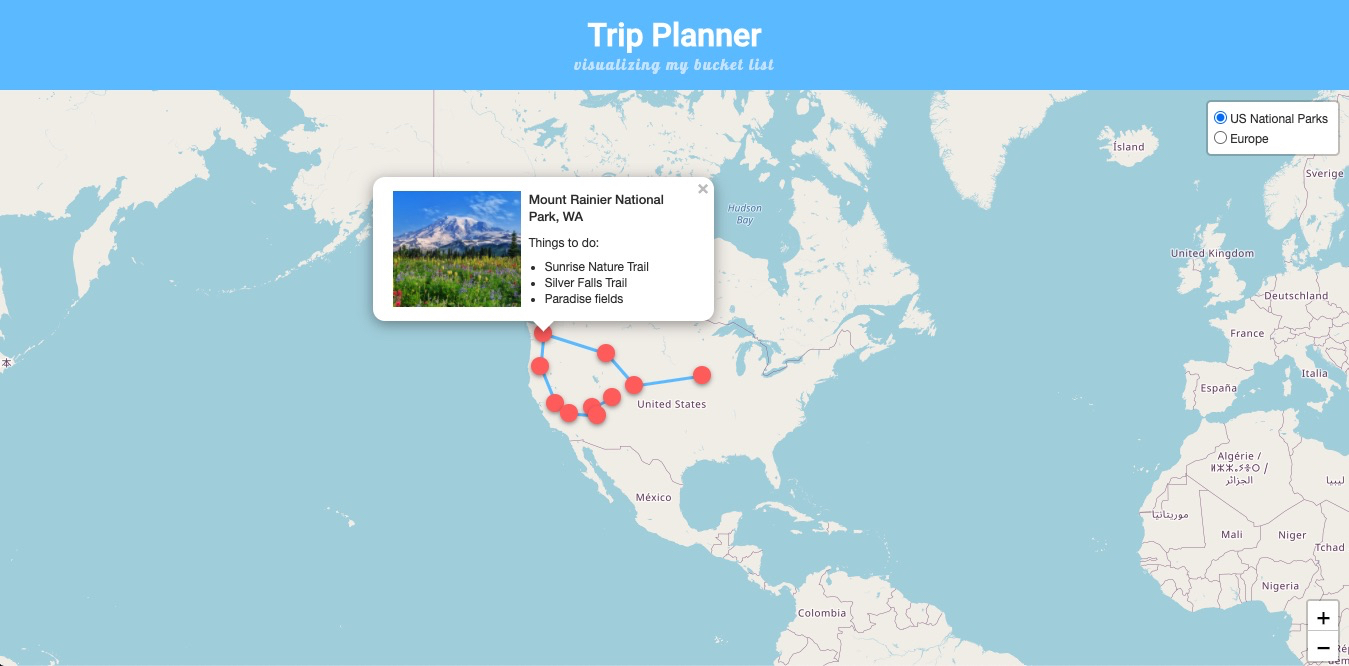 Trip Planner
visualizing my bucket list
US National Parks
Europe
Ísland
Sverige
Mount Rainier National
Park, WA
Things to do:
Sunrise Nature Trail
Silver Falls Trail
Paradise fields
×
Hudson
Bay
United Kingdom
Deutschland
France
Italia
España
United States
Algérie /
ⵍⵣⵣⴰⵢⴻⵔ /
الجزائر
ليبيا
México
موريتانيا
Mali
Niger
Tchad
Nigeria
Colombia
本
+
−